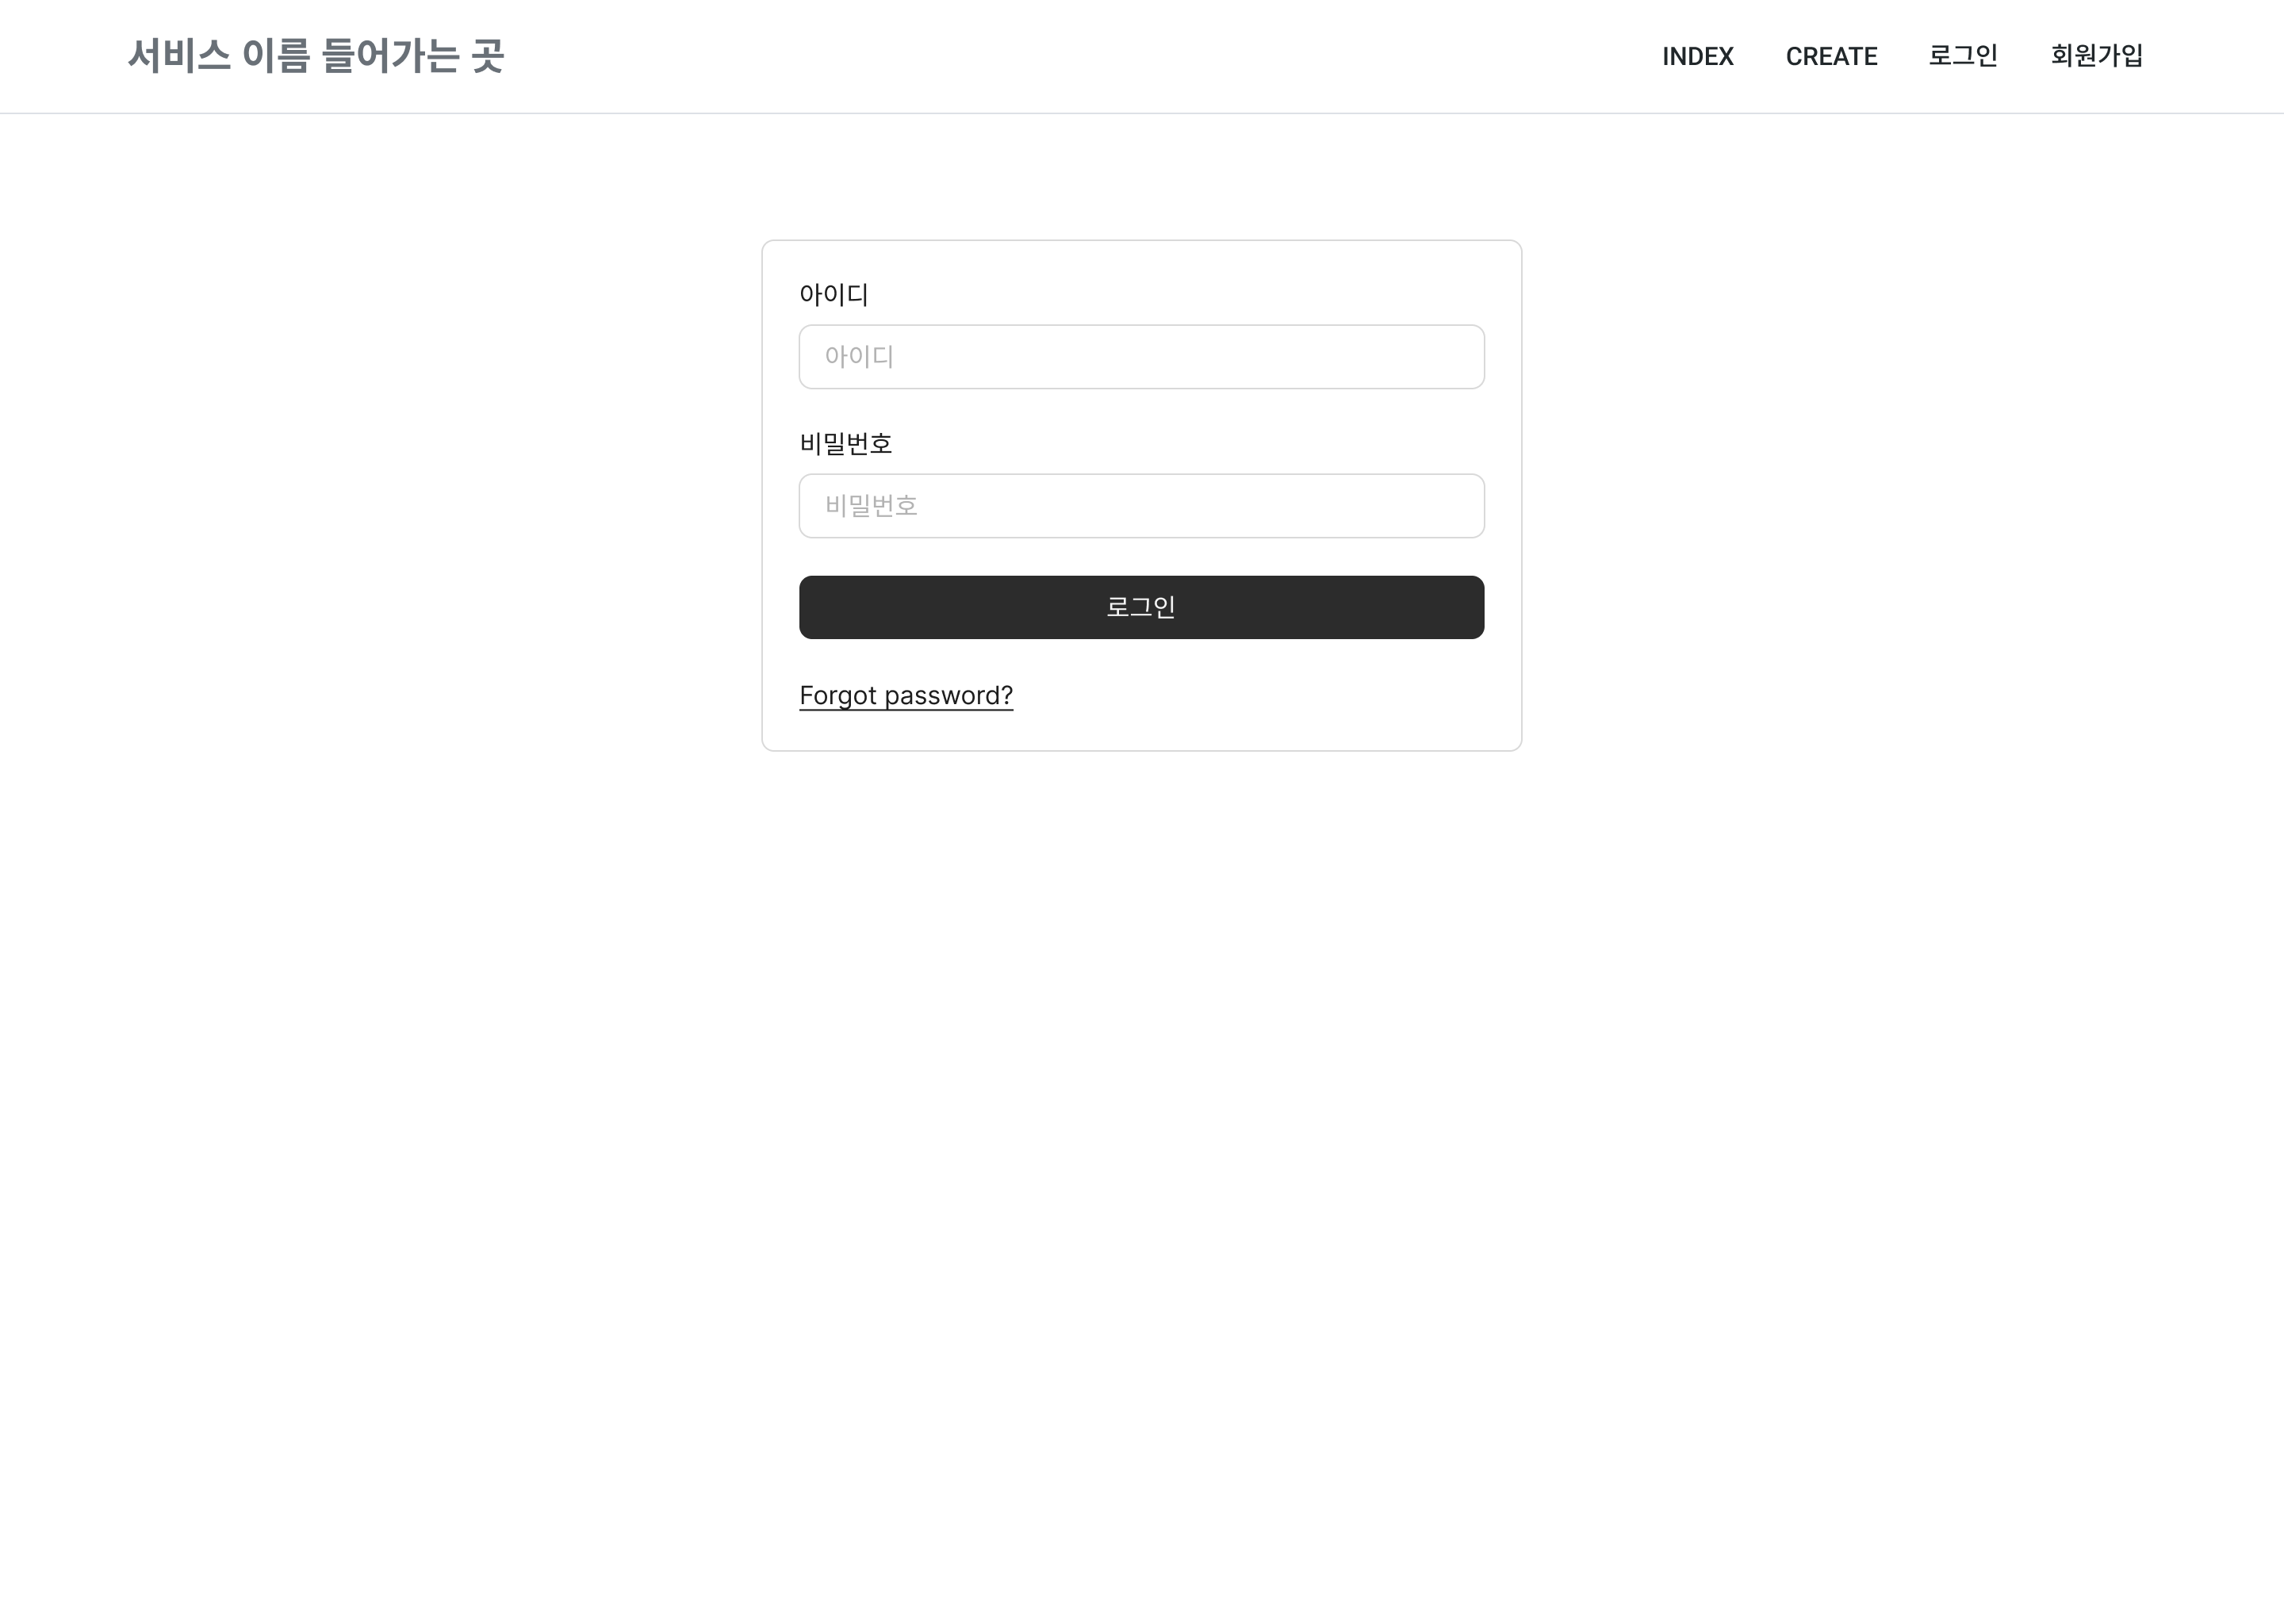 서비스 이름 들어가는 곳
INDEX CREATE 로그인 회원가입
아이디
아이디
비밀번호
비밀번호
로그인
Forgot password?